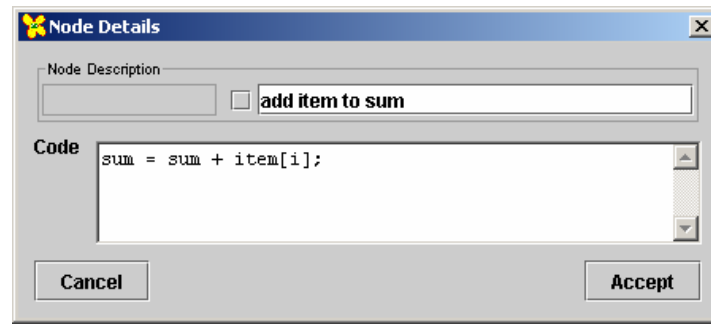 Node Details
Node Description
add item to sum
Code
sum = sum + item[i];
Cancel
Accept